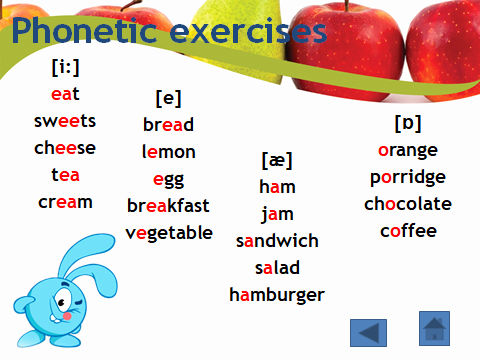 Phonetic exercises
[i:]
eat
sweets
cheese
tea
cream
[e]
bread
lemon
egg
breakfast
vegetable
[æ]
ham
jam
sandwich
salad
hamburger
[ɒ]
orange
porridge
chocolate
coffee